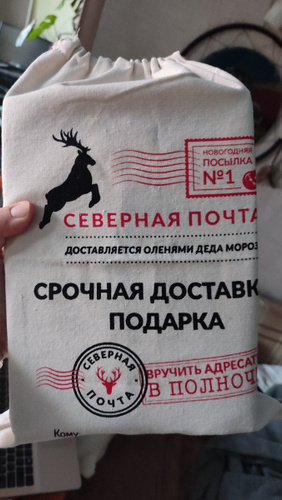 НОВОГОДНЯЯ
ПОСЫЛКА
№1
СЕВЕРНАЯ ПОЧТА
ДОСТАВЛЯЕТСЯ ОЛЕНЯМИ ДЕДА МОРОЗ
СРОЧНАЯ ДОСТАВК
ПОДАРКА
СЕВЕРНАЯ
ПОЧТА
ВРУЧИТЬ АДРЕСАТ
В ПОЛНОЧ
Кому